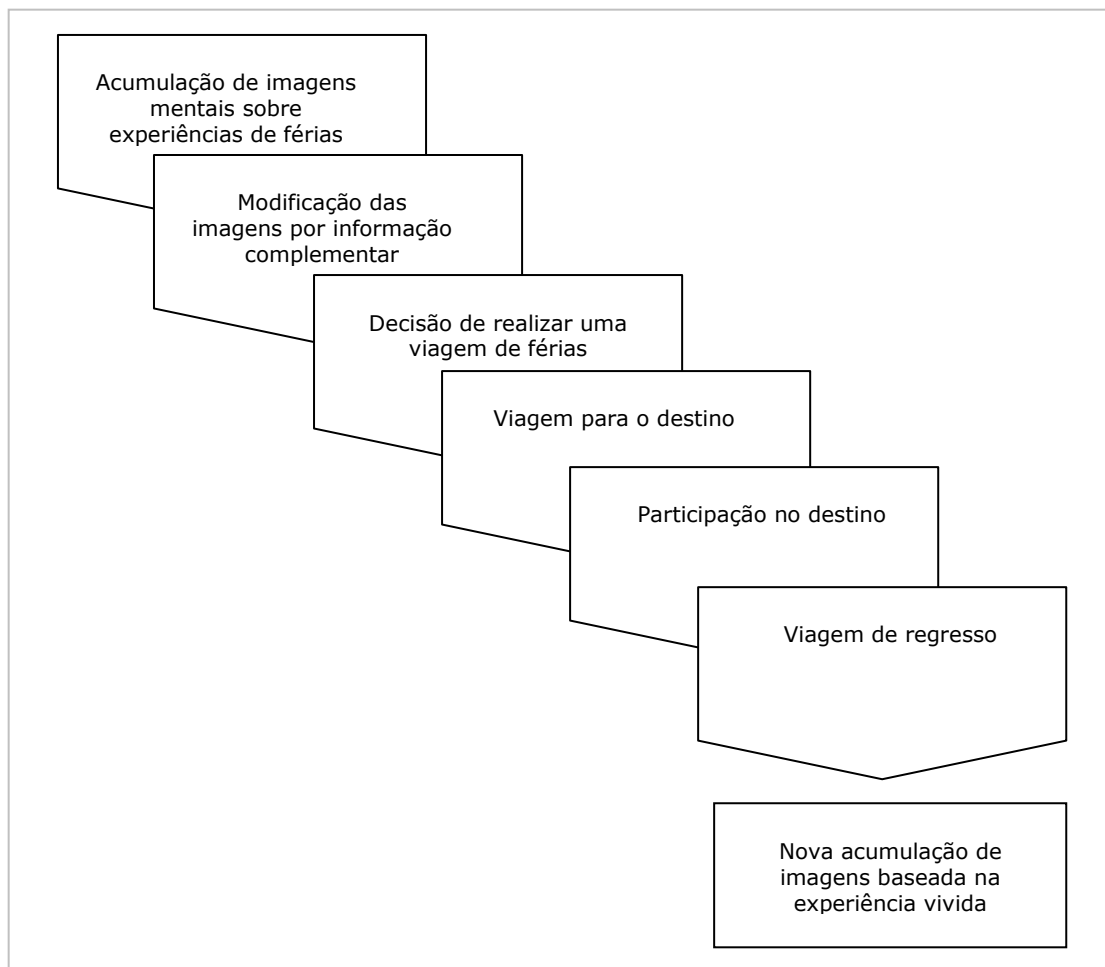 Acumulação de imagens
mentais sobre
experiências de férias
Modificação das
imagens por informação
complementar
Decisão de realizar uma
viagem de férias
Viagem para o destino
Participação no destino
Viagem de regresso
Nova acumulação de
imagens baseada na
experiência vivida